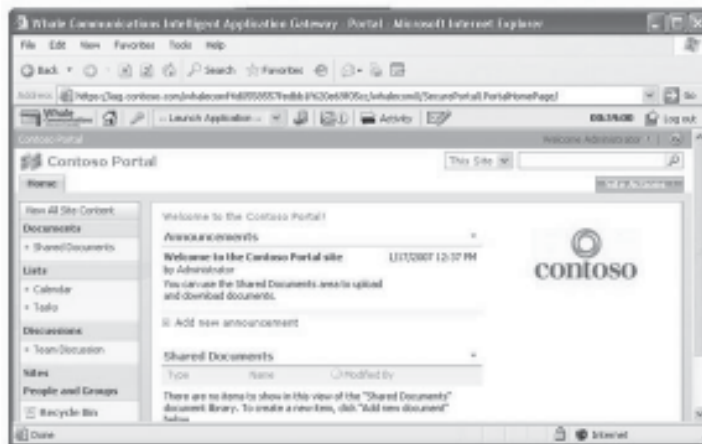 Whale Communications Intelligent Application Gateway - Portal - Microsoft Internet Explorer
File Edit View Favorites Tools Help
Back Search Favorites
Address Go
Whale -- Launch Application -- Activity Log out
Contoso Portal Welcome Administrator
Contoso Portal This Site
Home Site Actions
View All Site Content
Documents
Shared Documents
Lists
Calendar
Tasks
Discussions
Team Discussion
Sites
People and Groups
Recycle Bin
Welcome to the Contoso Portal!
Announcements
Welcome to the Contoso Portal site 1/17/2007 12:37 PM
by Administrator
You can use the Shared Documents area to upload
and download documents.
Add new announcement
Shared Documents
Type Name Modified By
There are no items to show in this view of the "Shared Documents"
document library. To create a new item, click "Add new document"
below.
contoso
Done Internet